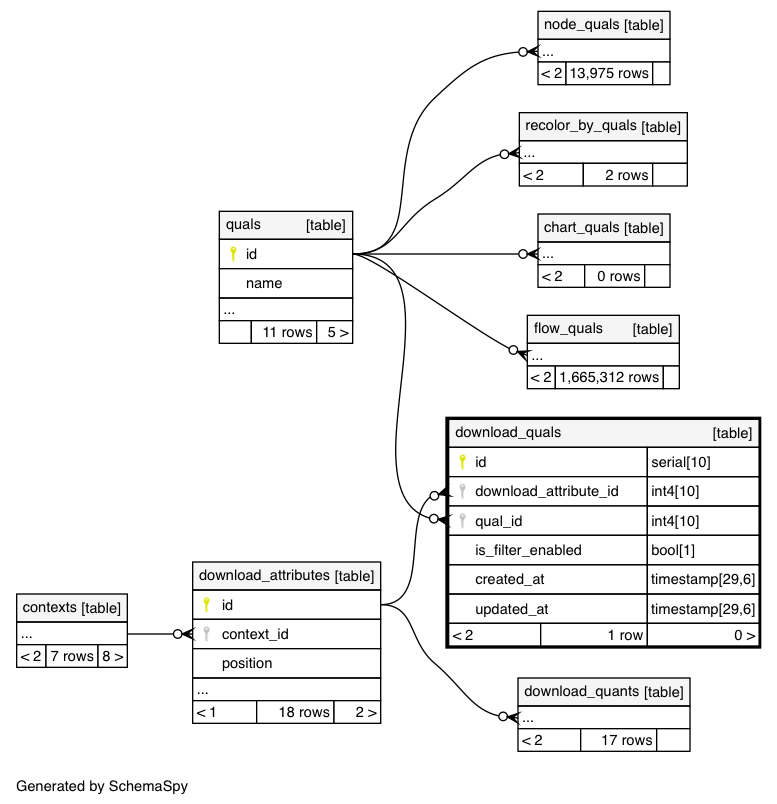 node_quals [table]
...
< 2 13,975 rows
recolor_by_quals [table]
...
< 2 2 rows
chart_quals [table]
...
< 2 0 rows
flow_quals [table]
...
< 2 1,665,312 rows
quals [table]
id
name
...
11 rows 5 >
download_quals [table]
id serial[10]
download_attribute_id int4[10]
qual_id int4[10]
is_filter_enabled bool[1]
created_at timestamp[29,6]
updated_at timestamp[29,6]
< 2 1 row 0 >
download_attributes [table]
id
context_id
position
...
< 1 18 rows 2 >
contexts [table]
...
< 2 7 rows 8 >
download_quants [table]
...
< 2 17 rows
Generated by SchemaSpy